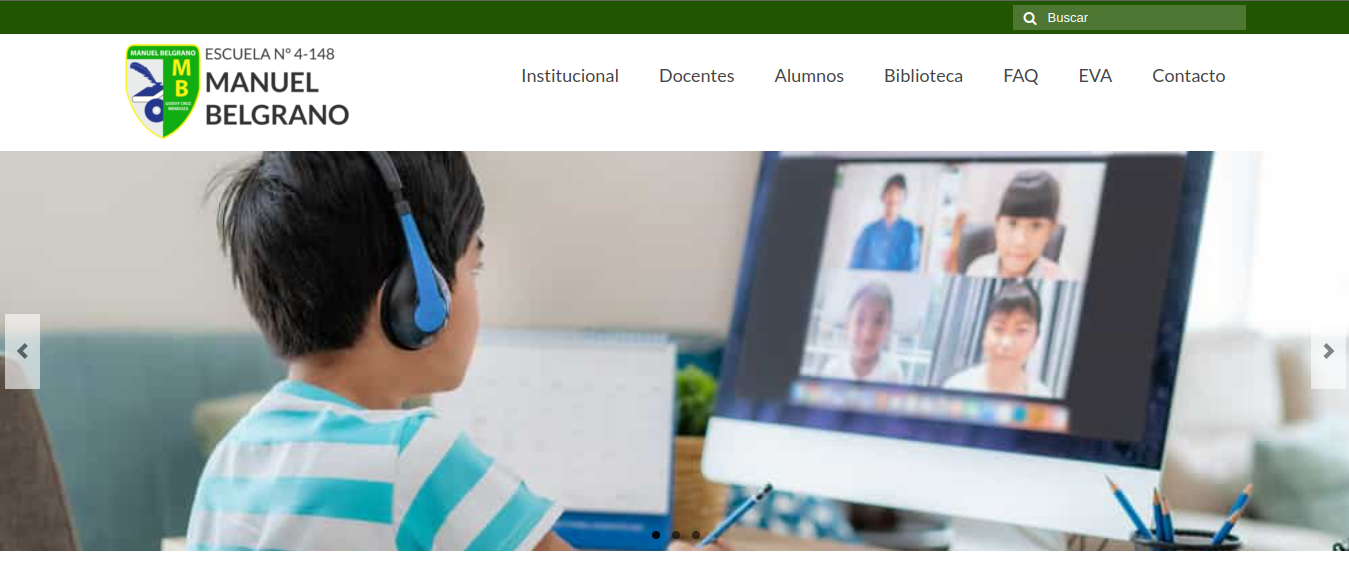 Buscar
MANUEL BELGRANO
M
B
GODOY CRUZ
MENDOZA
ESCUELA Nº 4-148
MANUEL
BELGRANO
Institucional Docentes Alumnos Biblioteca FAQ EVA Contacto